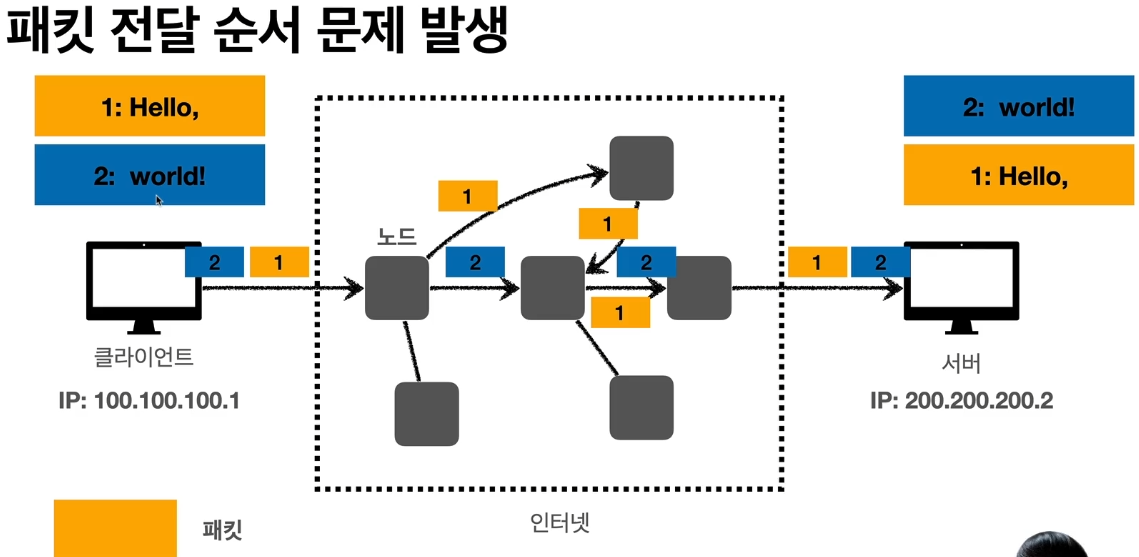 패킷 전달 순서 문제 발생
1: Hello,
2: world!
2: world!
1: Hello,
노드
1
1
2
1
2
2
1
1
2
클라이언트
IP: 100.100.100.1
서버
IP: 200.200.200.2
인터넷
패킷